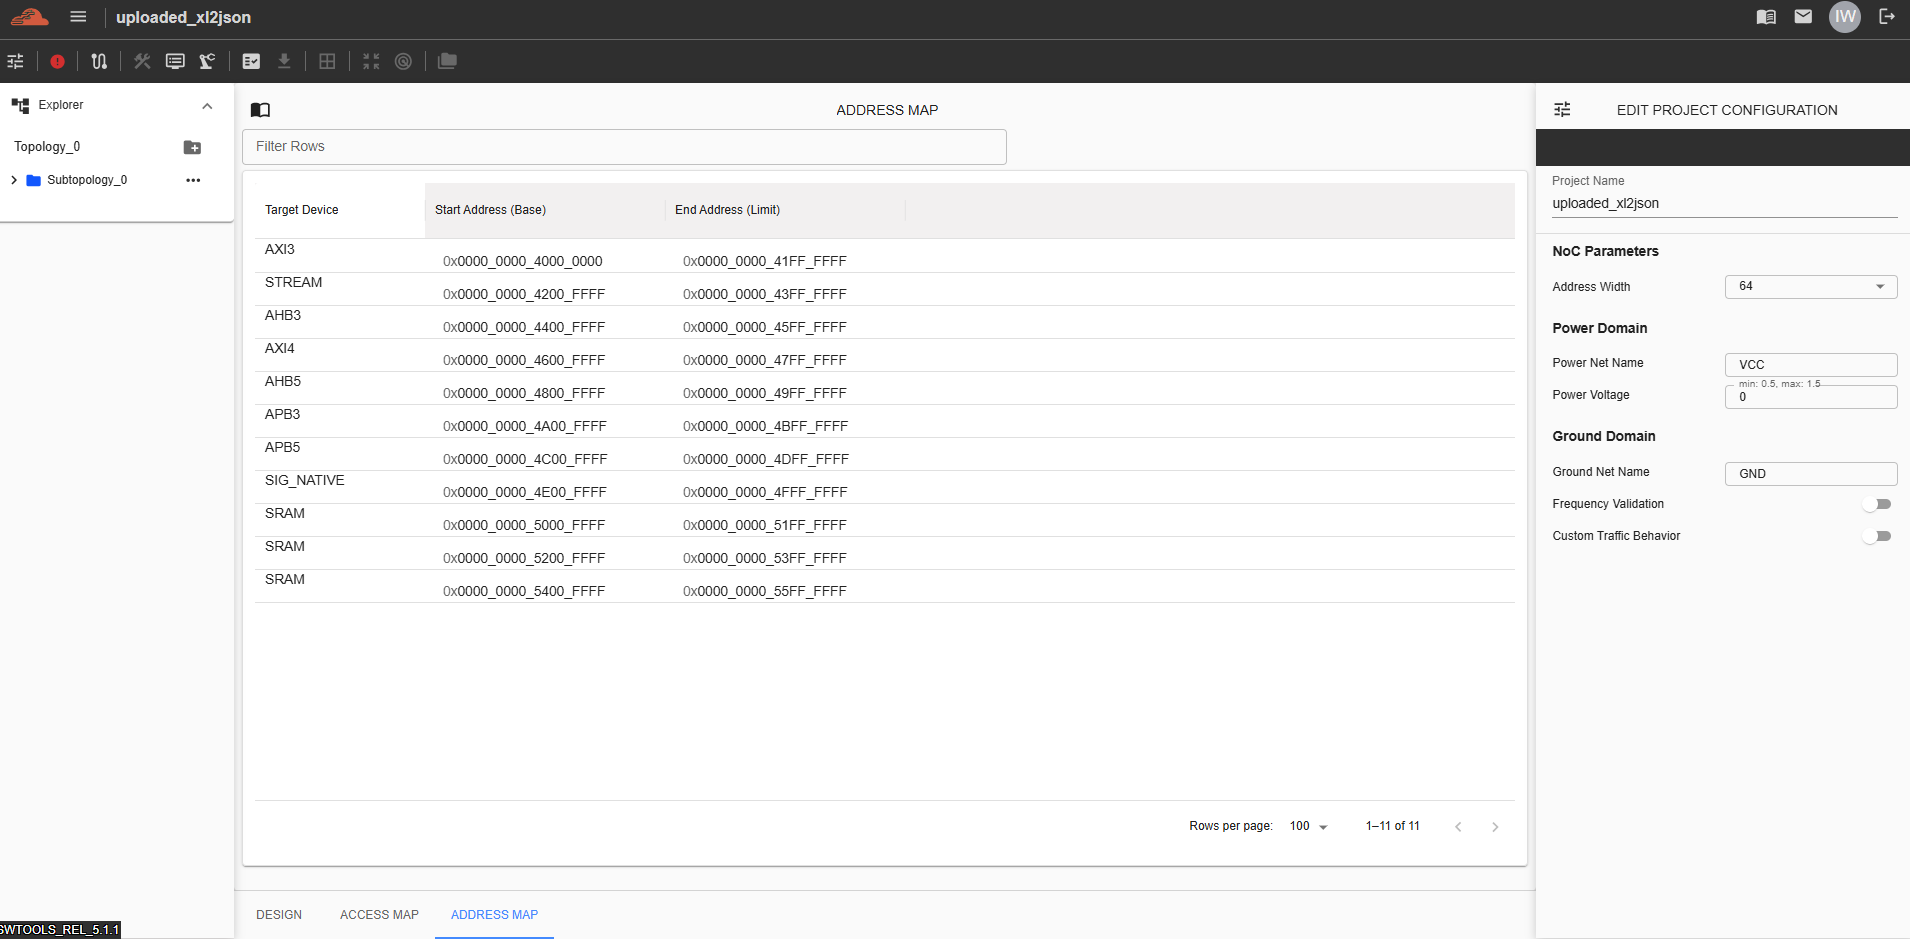 uploaded_xl2json
IW
Explorer
Topology_0
Subtopology_0
ADDRESS MAP
Filter Rows
Target Device Start Address (Base) End Address (Limit)
AXI3 0x0000_0000_4000_0000 0x0000_0000_41FF_FFFF
STREAM 0x0000_0000_4200_FFFF 0x0000_0000_43FF_FFFF
AHB3 0x0000_0000_4400_FFFF 0x0000_0000_45FF_FFFF
AXI4 0x0000_0000_4600_FFFF 0x0000_0000_47FF_FFFF
AHB5 0x0000_0000_4800_FFFF 0x0000_0000_49FF_FFFF
APB3 0x0000_0000_4A00_FFFF 0x0000_0000_4BFF_FFFF
APB5 0x0000_0000_4C00_FFFF 0x0000_0000_4DFF_FFFF
SIG_NATIVE 0x0000_0000_4E00_FFFF 0x0000_0000_4FFF_FFFF
SRAM 0x0000_0000_5000_FFFF 0x0000_0000_51FF_FFFF
SRAM 0x0000_0000_5200_FFFF 0x0000_0000_53FF_FFFF
SRAM 0x0000_0000_5400_FFFF 0x0000_0000_55FF_FFFF
Rows per page: 100 1–11 of 11
DESIGN ACCESS MAP ADDRESS MAP
EDIT PROJECT CONFIGURATION
Project Name
uploaded_xl2json
NoC Parameters
Address Width 64
Power Domain
Power Net Name VCC
min: 0.5, max: 1.5
Power Voltage 0
Ground Domain
Ground Net Name GND
Frequency Validation
Custom Traffic Behavior
SWTOOLS_REL_5.1.1